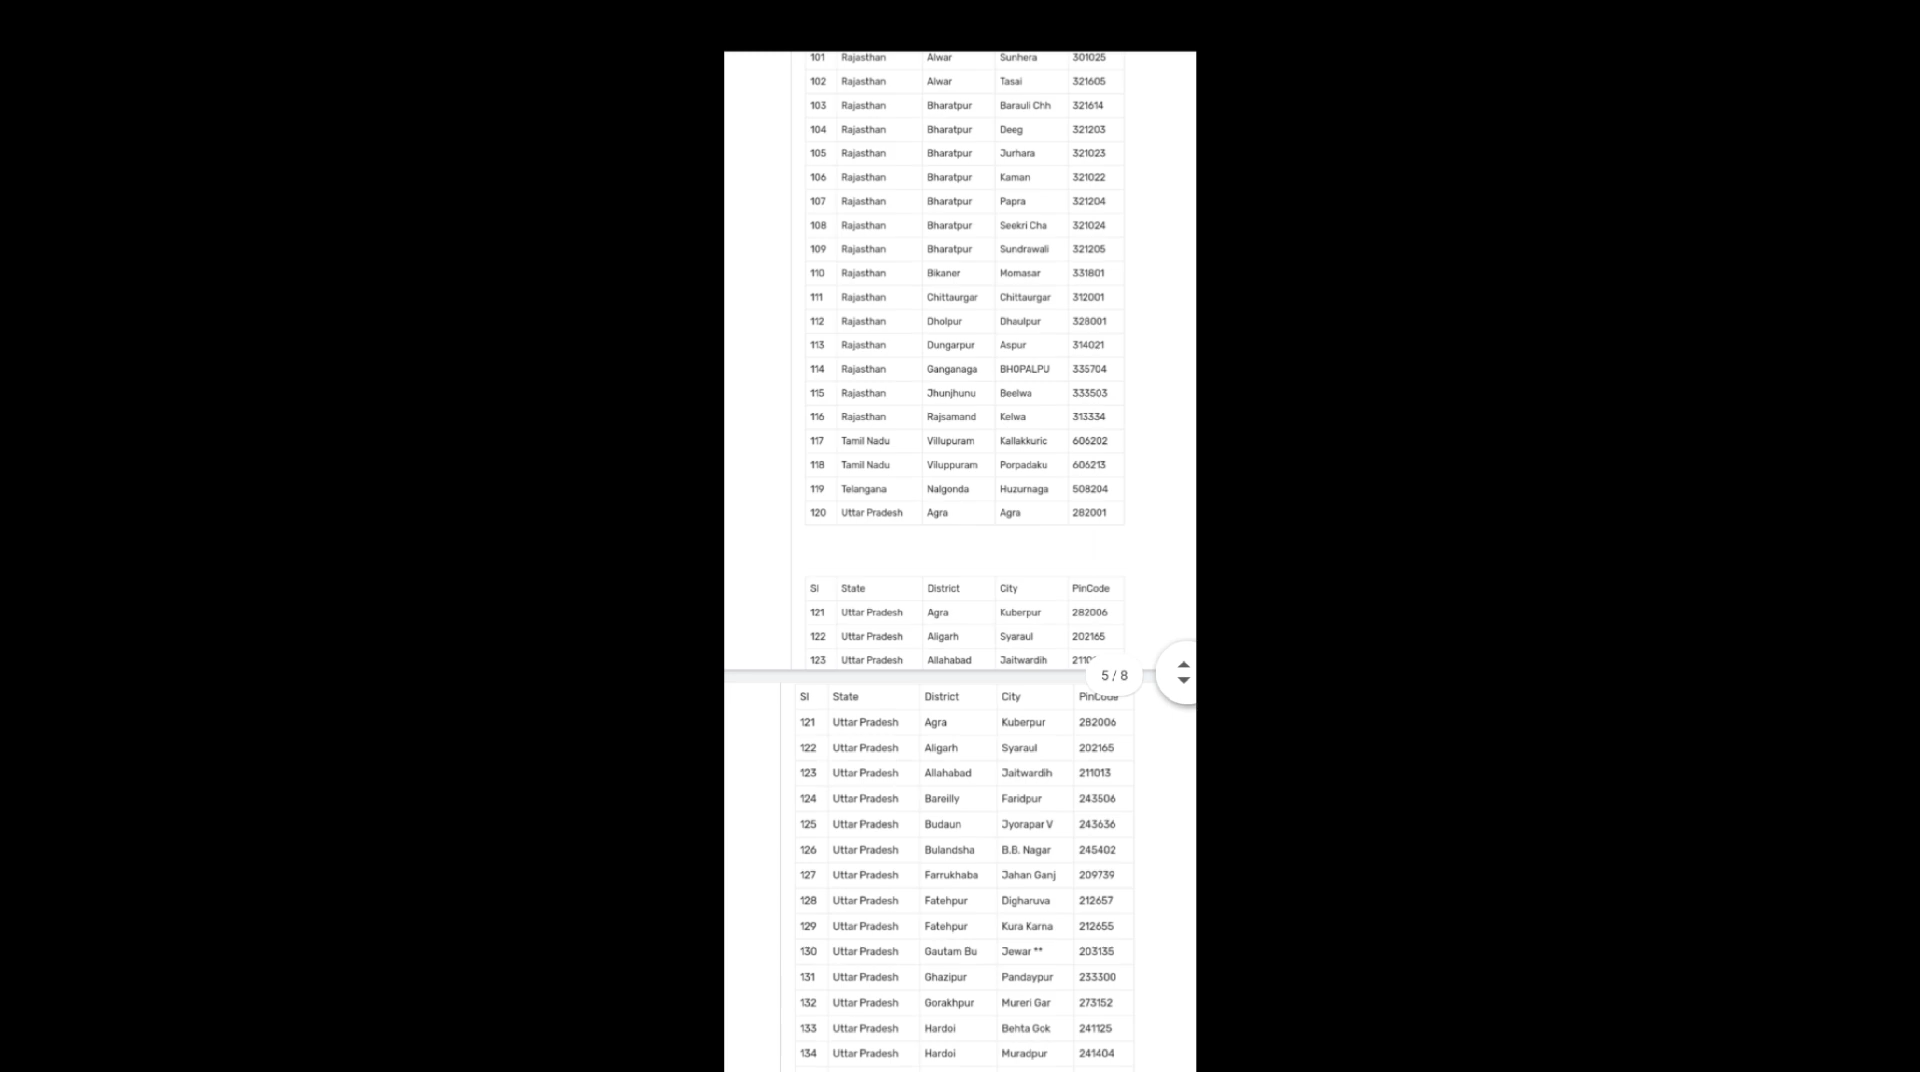 101 Rajasthan Alwar Sunhera 301025
102 Rajasthan Alwar Tasai 321605
103 Rajasthan Bharatpur Barauli Chh 321614
104 Rajasthan Bharatpur Deeg 321203
105 Rajasthan Bharatpur Jurhara 321023
106 Rajasthan Bharatpur Kaman 321022
107 Rajasthan Bharatpur Papra 321204
108 Rajasthan Bharatpur Seekri Cha 321024
109 Rajasthan Bharatpur Sundrawali 321205
110 Rajasthan Bikaner Momasar 331801
111 Rajasthan Chittaurgar Chittaurgar 312001
112 Rajasthan Dholpur Dhaulpur 328001
113 Rajasthan Dungarpur Aspur 314021
114 Rajasthan Ganganaga BH0PALPU 335704
115 Rajasthan Jhunjhunu Beelwa 333503
116 Rajasthan Rajsamand Kelwa 313334
117 Tamil Nadu Villupuram Kallakkuric 606202
118 Tamil Nadu Viluppuram Porpadaku 606213
119 Telangana Nalgonda Huzurnaga 508204
120 Uttar Pradesh Agra Agra 282001
Sl State District City PinCode
121 Uttar Pradesh Agra Kuberpur 282006
122 Uttar Pradesh Aligarh Syaraul 202165
123 Uttar Pradesh Allahabad Jaitwardih
5 / 8
Sl State District City PinCode
121 Uttar Pradesh Agra Kuberpur 282006
122 Uttar Pradesh Aligarh Syaraul 202165
123 Uttar Pradesh Allahabad Jaitwardih 211013
124 Uttar Pradesh Bareilly Faridpur 243506
125 Uttar Pradesh Budaun Jyorapar V 243636
126 Uttar Pradesh Bulandsha B.B. Nagar 245402
127 Uttar Pradesh Farrukhaba Jahan Ganj 209739
128 Uttar Pradesh Fatehpur Digharuva 212657
129 Uttar Pradesh Fatehpur Kura Karna 212655
130 Uttar Pradesh Gautam Bu Jewar ** 203135
131 Uttar Pradesh Ghazipur Pandaypur 233300
132 Uttar Pradesh Gorakhpur Mureri Gar 273152
133 Uttar Pradesh Hardoi Behta Gok 241125
134 Uttar Pradesh Hardoi Muradpur 241404